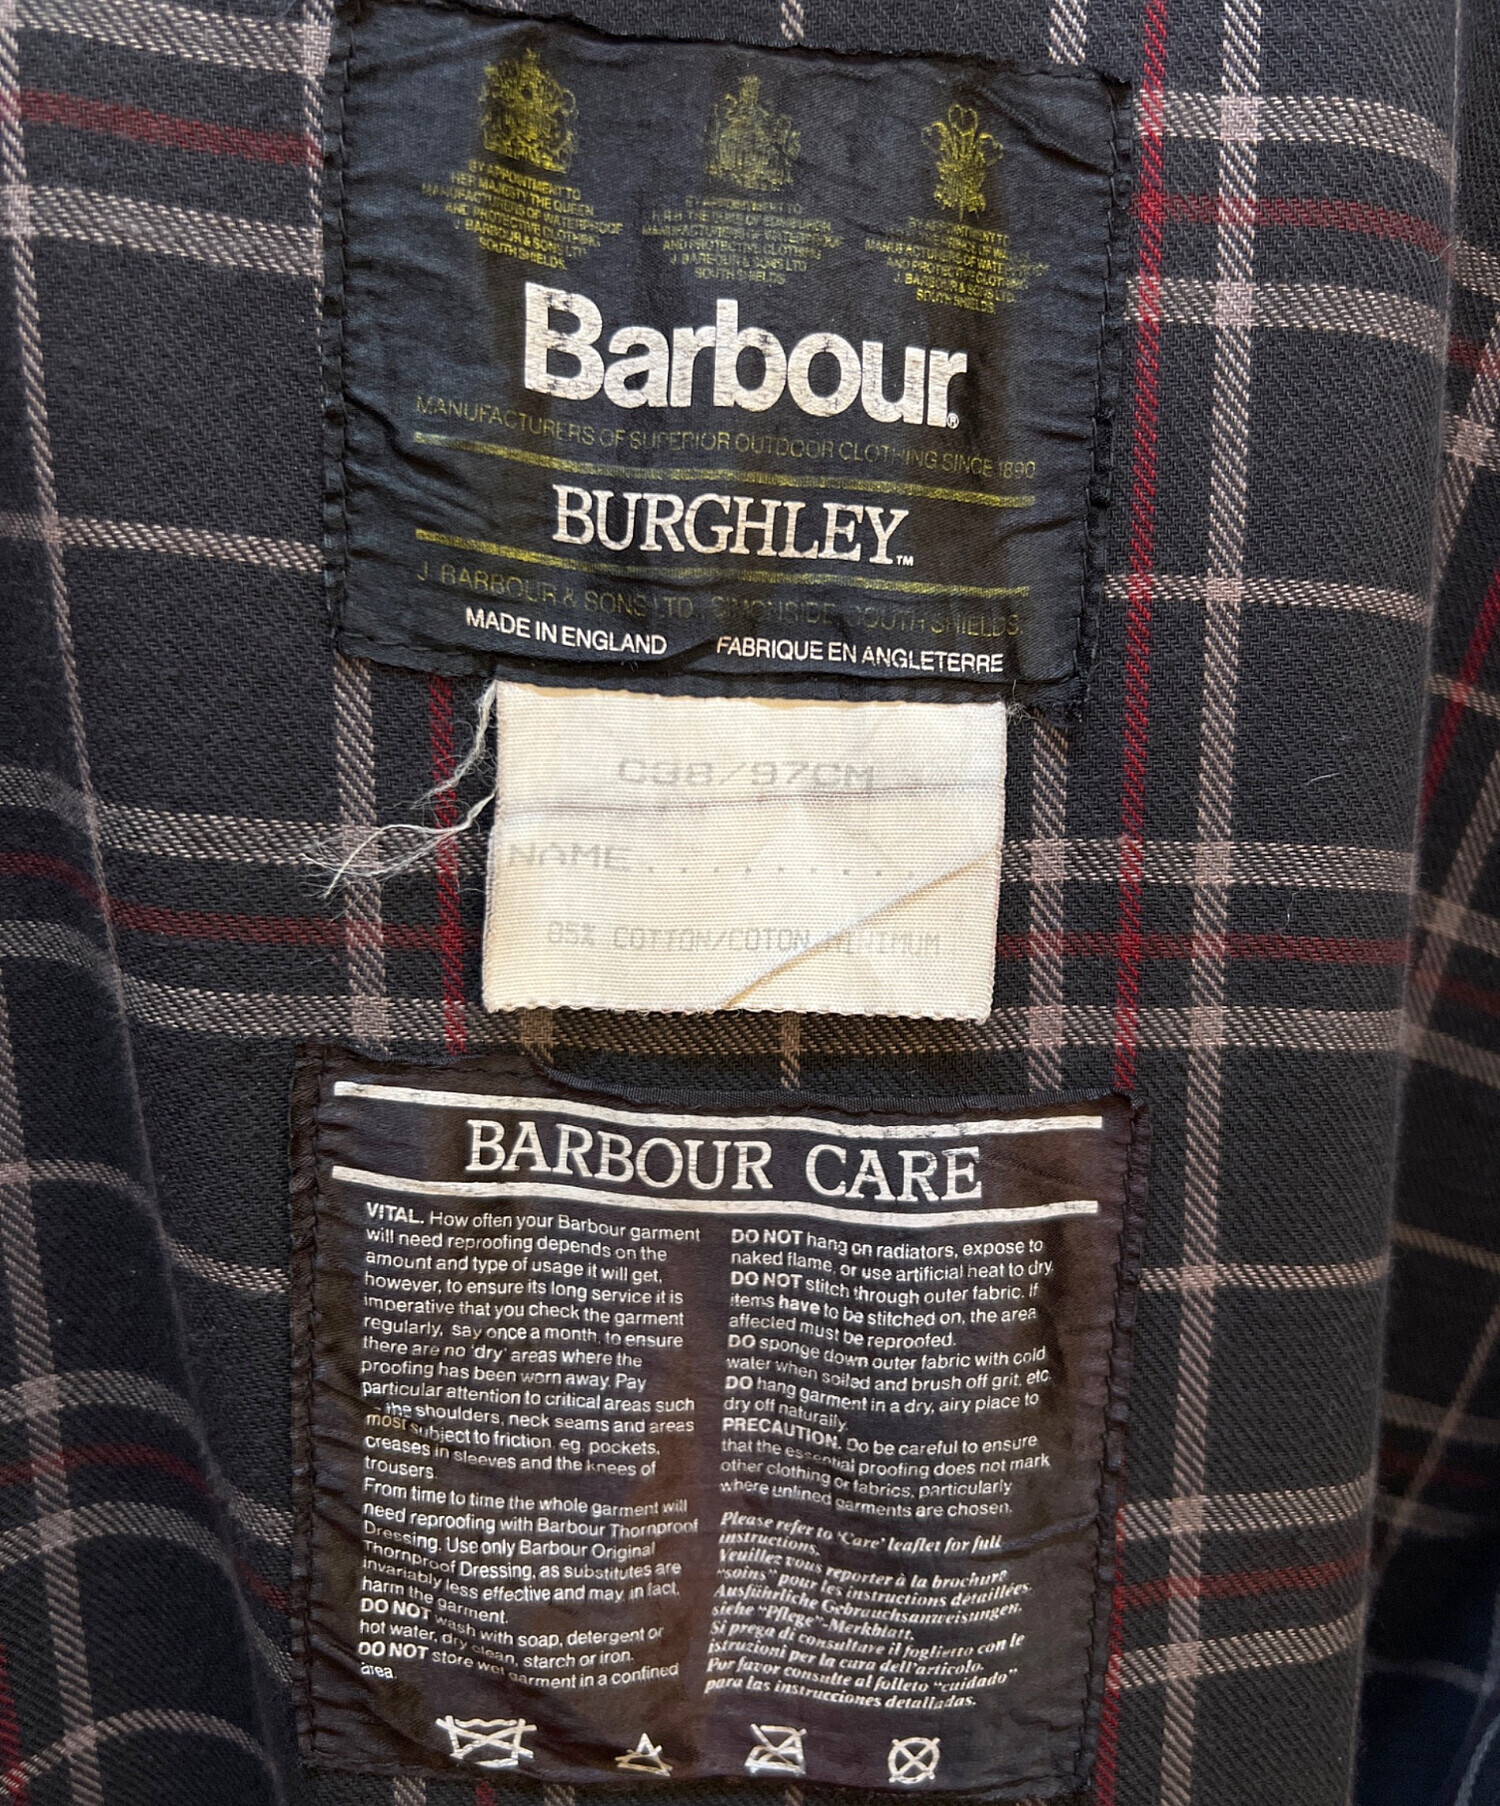 BY APPOINTMENT TO
HER MAJESTY THE QUEEN
MANUFACTURERS OF WATERPROOF
AND PROTECTIVE CLOTHING
J. BARBOUR & SONS LTD
SOUTH SHIELDS.
BY APPOINTMENT TO
H.R.H. THE DUKE OF EDINBURGH
MANUFACTURERS OF WATERPROOF
AND PROTECTIVE CLOTHING
J. BARBOUR & SONS LTD
SOUTH SHIELDS
BY APPOINTMENT TO
MANUFACTURERS OF WATERPROOF
AND PROTECTIVE CLOTHING
J. BARBOUR & SONS LTD.
SOUTH SHIELDS.
Barbour®
MANUFACTURERS OF SUPERIOR OUTDOOR CLOTHING SINCE 1890
BURGHLEY™
J. BARBOUR & SONS LTD, SIMONSIDE, SOUTH SHIELDS.
MADE IN ENGLAND FABRIQUE EN ANGLETERRE
C38/97CM
NAME..........
85% COTTON/COTON MINIMUM
BARBOUR CARE
VITAL. How often your Barbour garment
will need reproofing depends on the
amount and type of usage it will get,
however, to ensure its long service it is
imperative that you check the garment
regularly, say once a month, to ensure
there are no 'dry' areas where the
proofing has been worn away. Pay
particular attention to critical areas such
– the shoulders, neck seams and areas
most subject to friction, eg. pockets,
creases in sleeves and the knees of
trousers.
From time to time the whole garment will
need reproofing with Barbour Thornproof
Dressing. Use only Barbour Original
Thornproof Dressing, as substitutes are
invariably less effective and may, in fact,
harm the garment.
DO NOT wash with soap, detergent or
hot water, dry clean, starch or iron.
DO NOT store wet garment in a confined
area.
DO NOT hang on radiators, expose to
naked flame, or use artificial heat to dry.
DO NOT stitch through outer fabric. If
items have to be stitched on, the area
affected must be reproofed.
DO sponge down outer fabric with cold
water when soiled and brush off grit, etc.
DO hang garment in a dry, airy place to
dry off naturally.
PRECAUTION. Do be careful to ensure
that the essential proofing does not mark
other clothing or fabrics, particularly
where unlined garments are chosen.
Please refer to 'Care' leaflet for full
instructions.
Veuillez vous reporter à la brochure
"soins" pour les instructions détaillées.
Ausführliche Gebrauchsanweisungen.
siehe "Pflege"-Merkblatt.
Si prega di consultare il foglietto con le
istruzioni per la cura dell'articolo.
Por favor consulte al folleto "cuidado"
para las instrucciones detalladas.